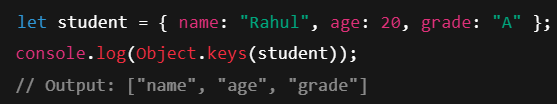 let student = { name: "Rahul", age: 20, grade: "A" };
console.log(Object.keys(student));
// Output: ["name", "age", "grade"]